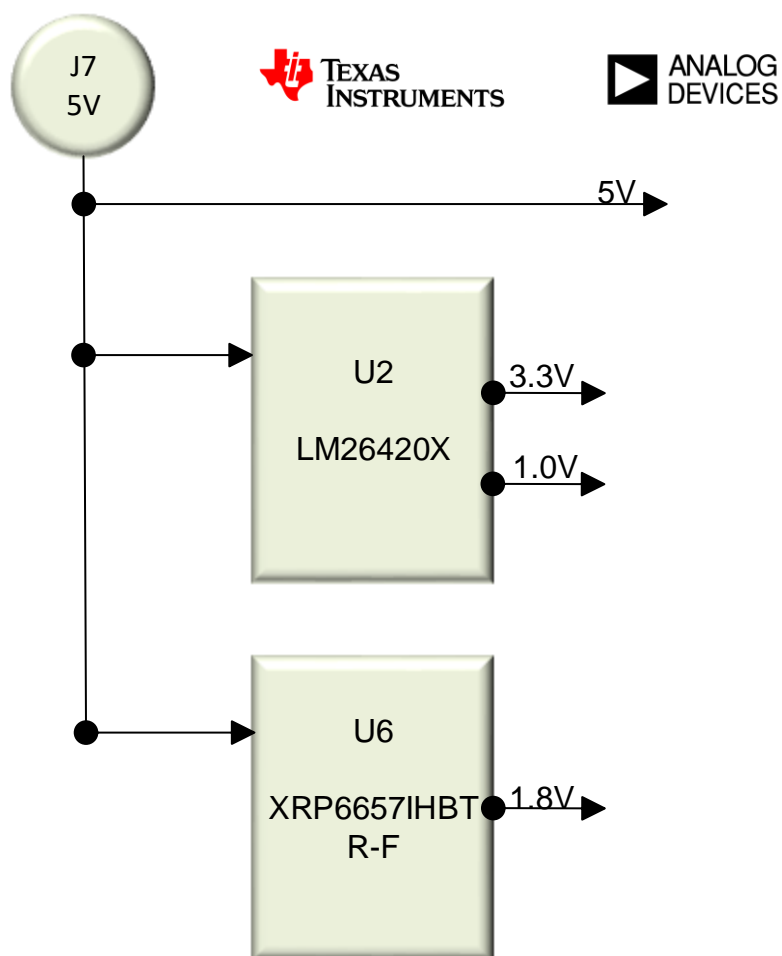 J7
5V
TEXAS
INSTRUMENTS
ANALOG
DEVICES
5V
U2
LM26420X
3.3V
1.0V
U6
XRP6657IHBT
R-F
1.8V